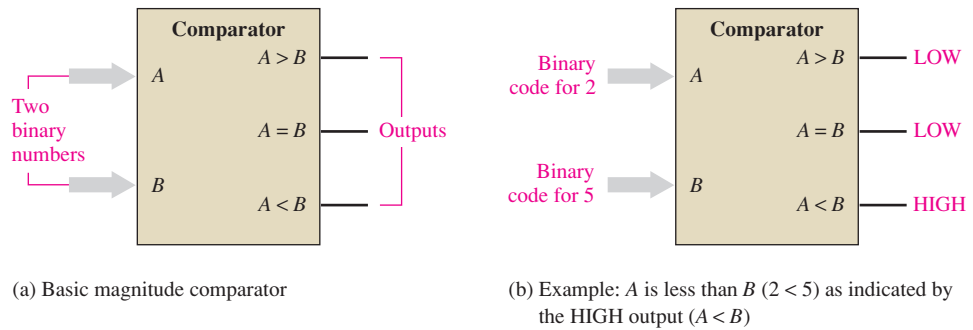 Comparator
A > B
A
Two
binary
numbers
A = B
Outputs
B
A < B
(a) Basic magnitude comparator
Comparator
A > B
LOW
Binary
code for 2
A
A = B
LOW
Binary
code for 5
B
A < B
HIGH
(b) Example: A is less than B (2 < 5) as indicated by
the HIGH output (A < B)